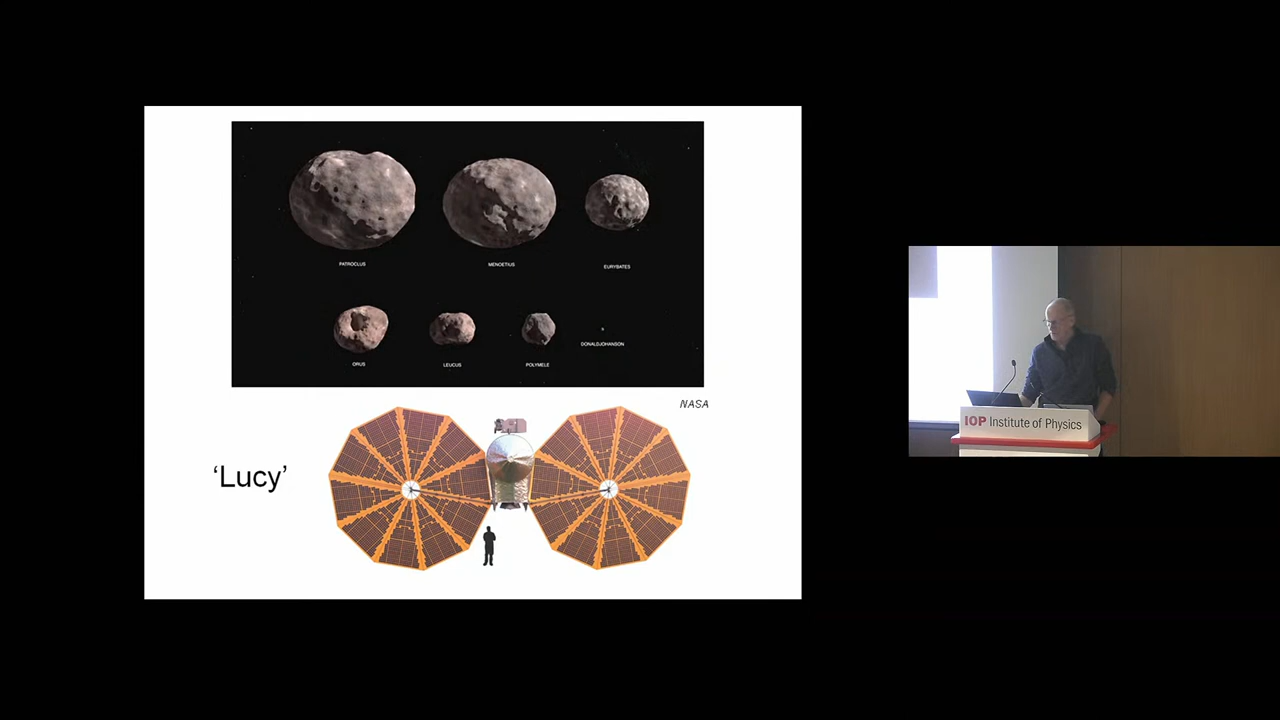 PATROCLUS
MENOETIUS
EURYBATES
ORUS
LEUCUS
POLYMELE
DONALDJOHANSON
NASA
'Lucy'
IOP Institute of Physics